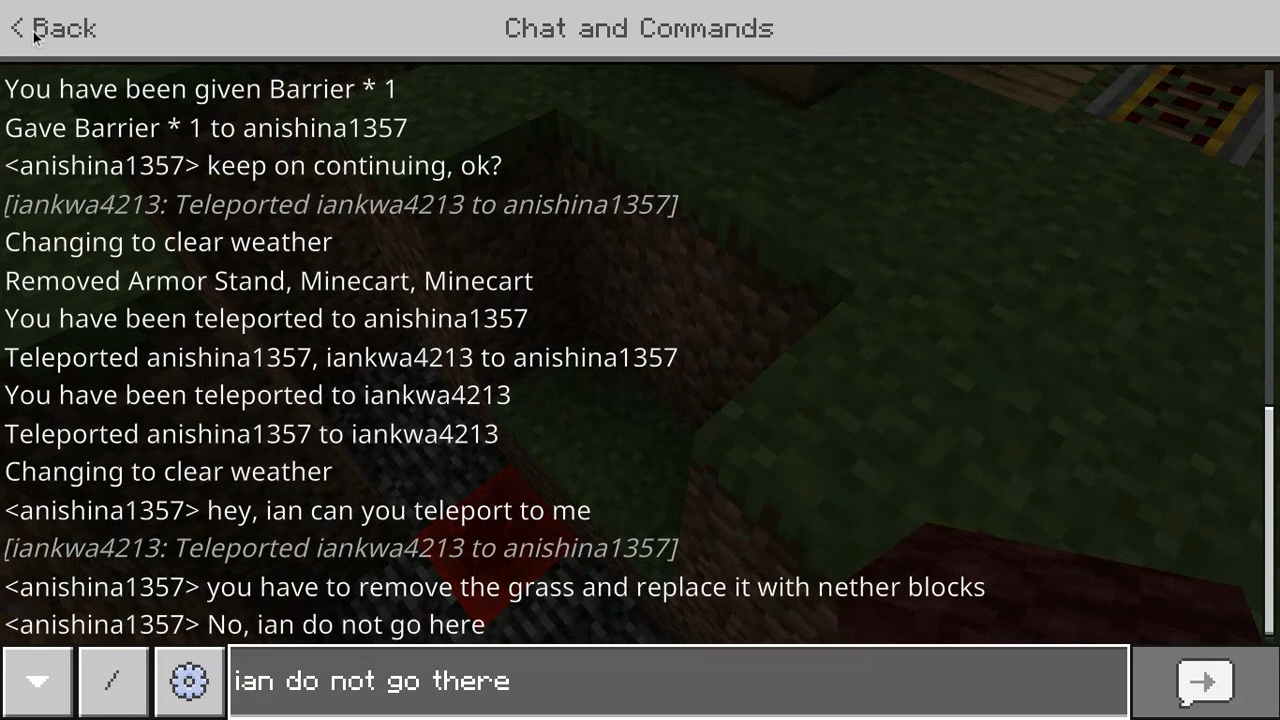 < Back
Chat and Commands
You have been given Barrier * 1
Gave Barrier * 1 to anishina1357
<anishina1357> keep on continuing, ok?
[iankwa4213: Teleported iankwa4213 to anishina1357]
Changing to clear weather
Removed Armor Stand, Minecart, Minecart
You have been teleported to anishina1357
Teleported anishina1357, iankwa4213 to anishina1357
You have been teleported to iankwa4213
Teleported anishina1357 to iankwa4213
Changing to clear weather
<anishina1357> hey, ian can you teleport to me
[iankwa4213: Teleported iankwa4213 to anishina1357]
<anishina1357> you have to remove the grass and replace it with nether blocks
<anishina1357> No, ian do not go here
/
ian do not go there